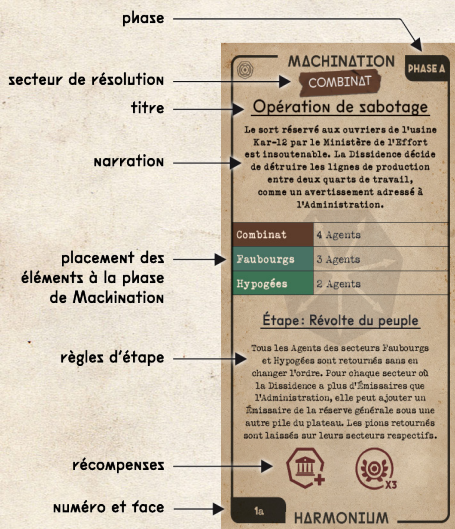 phase
MACHINATION
PHASE A
secteur de résolution
COMBINAT
titre
Opération de sabotage
narration
Le sort réservé aux ouvriers de l'usine
Kar-12 par le Ministère de l'Effort
est insoutenable. La Dissidence décide
de détruire les lignes de production
entre deux quarts de travail,
comme un avertissement adressé à
l'Administration.
placement des
éléments à la phase
de Machination
Combinat 4 Agents
Faubourgs 3 Agents
Hypogées 2 Agents
Étape: Révolte du peuple
règles d'étape
Tous les Agents des secteurs Faubourgs
et Hypogées sont retournés sans en
changer l'ordre. Pour chaque secteur où
la Dissidence a plus d'Émissaires que
l'Administration, elle peut ajouter un
Émissaire de la réserve générale sous une
autre pile du plateau. Les pions retournés
sont laissés sur leurs secteurs respectifs.
récompenses
X3
numéro et face
1a
HARMONIUM